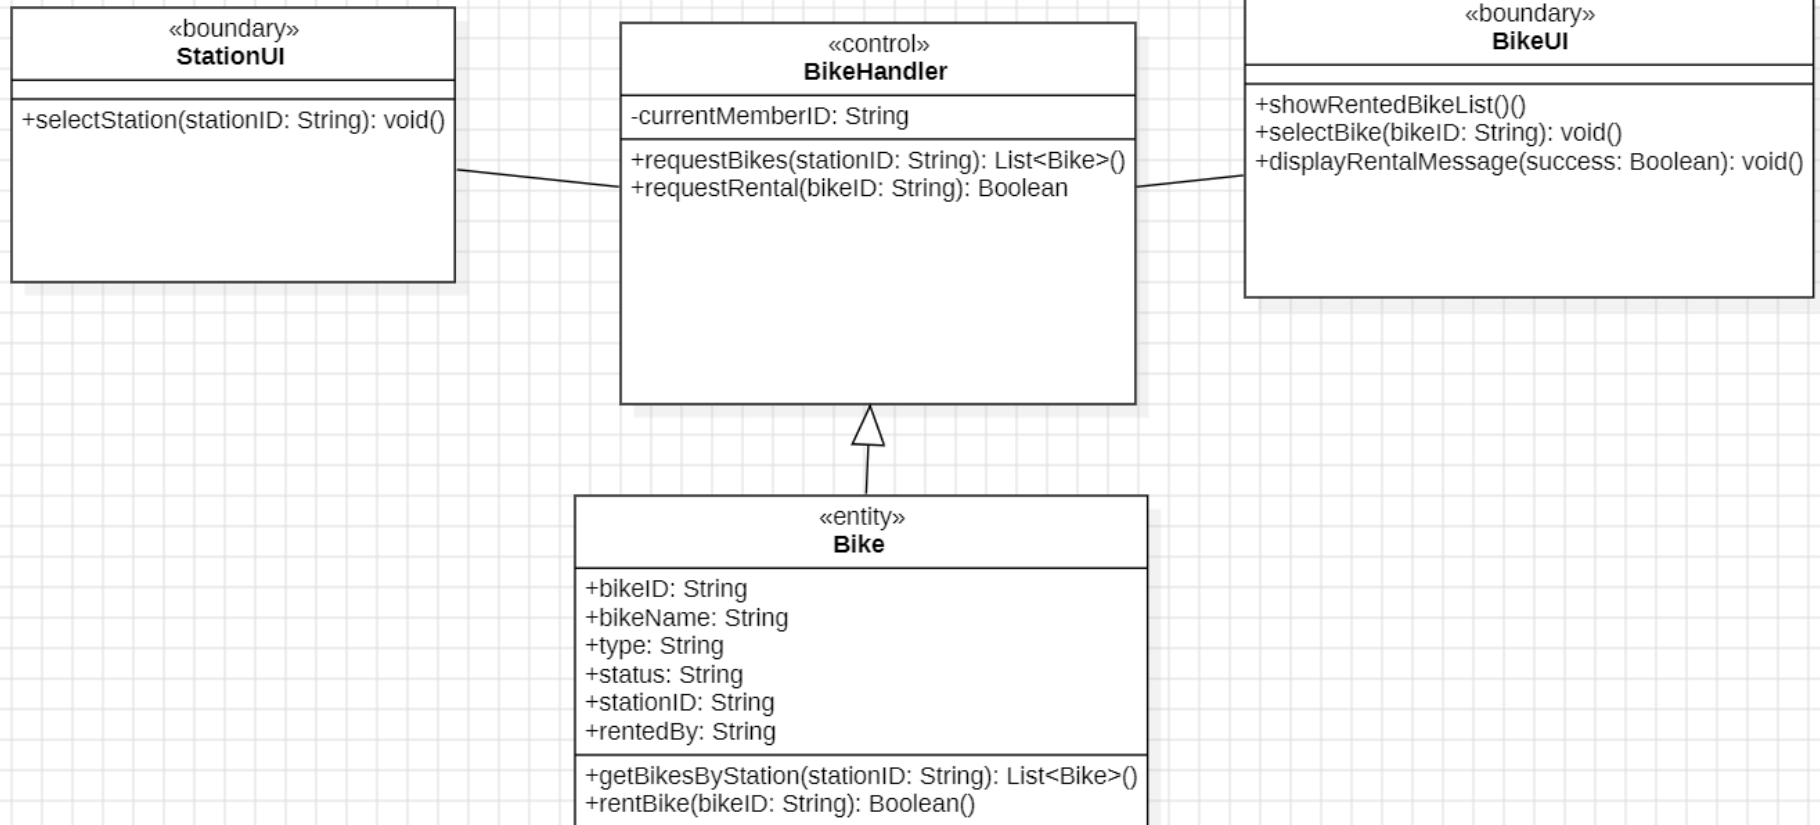 «boundary»
StationUI
+selectStation(stationID: String): void()
«control»
BikeHandler
-currentMemberID: String
+requestBikes(stationID: String): List<Bike>()
+requestRental(bikeID: String): Boolean
«boundary»
BikeUI
+showRentedBikeList()()
+selectBike(bikeID: String): void()
+displayRentalMessage(success: Boolean): void()
«entity»
Bike
+bikeID: String
+bikeName: String
+type: String
+status: String
+stationID: String
+rentedBy: String
+getBikesByStation(stationID: String): List<Bike>()
+rentBike(bikeID: String): Boolean()